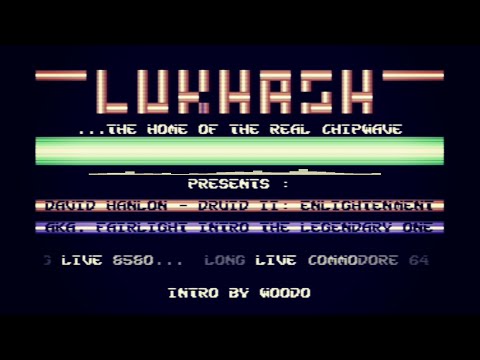 LUKHASH
...THE HOME OF THE REAL CHIPWAVE
PRESENTS :
DAVID HANLON - DRUID II: ENLIGHTENMENT
AKA. FAIRLIGHT INTRO THE LEGENDARY ONE
G LIVE 8580... LONG LIVE COMMODORE 64
INTRO BY WOODO